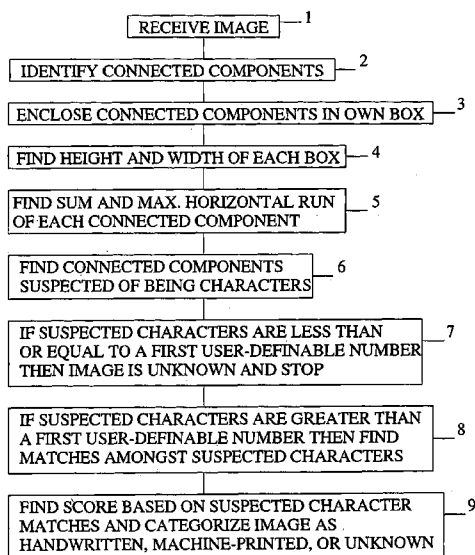 RECEIVE IMAGE 1
IDENTIFY CONNECTED COMPONENTS 2
ENCLOSE CONNECTED COMPONENTS IN OWN BOX 3
FIND HEIGHT AND WIDTH OF EACH BOX 4
FIND SUM AND MAX. HORIZONTAL RUN
OF EACH CONNECTED COMPONENT 5
FIND CONNECTED COMPONENTS
SUSPECTED OF BEING CHARACTERS 6
IF SUSPECTED CHARACTERS ARE LESS THAN
OR EQUAL TO A FIRST USER-DEFINABLE NUMBER
THEN IMAGE IS UNKNOWN AND STOP 7
IF SUSPECTED CHARACTERS ARE GREATER THAN
A FIRST USER-DEFINABLE NUMBER THEN FIND
MATCHES AMONGST SUSPECTED CHARACTERS 8
FIND SCORE BASED ON SUSPECTED CHARACTER
MATCHES AND CATEGORIZE IMAGE AS
HANDWRITTEN, MACHINE-PRINTED, OR UNKNOWN 9